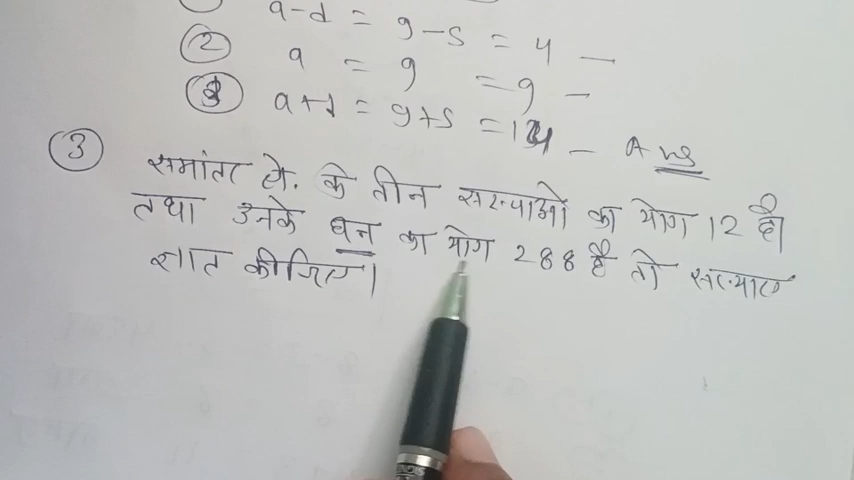 a-d = 9-5 = 4 —
② a = 9 = 9 —
③ a+d = 9+5 = 14 — Ans
③ समांतर श्रे. के तीन संख्याओ का योग 12 है।
तथा उनके घन का योग 288 है तो संख्याए
ज्ञात कीजिए।